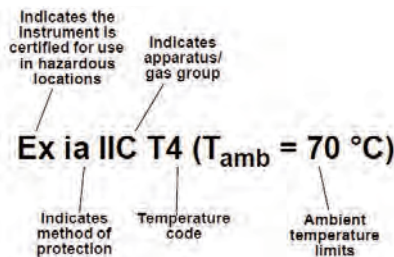 Indicates the
instrument is
certified for use
in hazardous
locations
Indicates
apparatus/
gas group
Ex ia IIC T4 (Tamb = 70 °C)
Indicates
method of
protection
Temperature
code
Ambient
temperature
limits